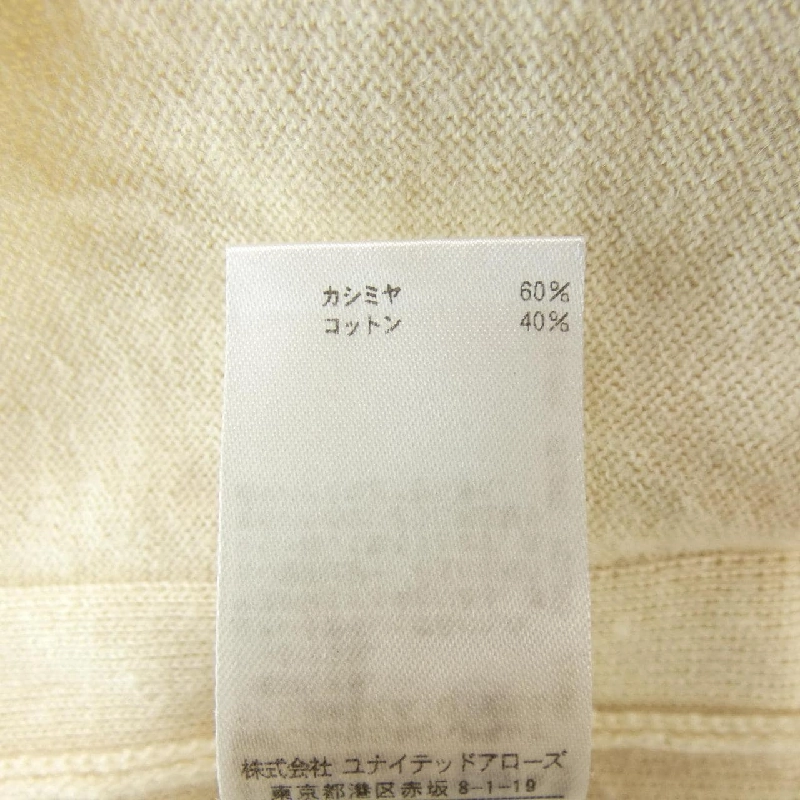 カシミヤ 60%
コットン 40%
株式会社 ユナイテッドアローズ
東京都港区赤坂 8-1-19